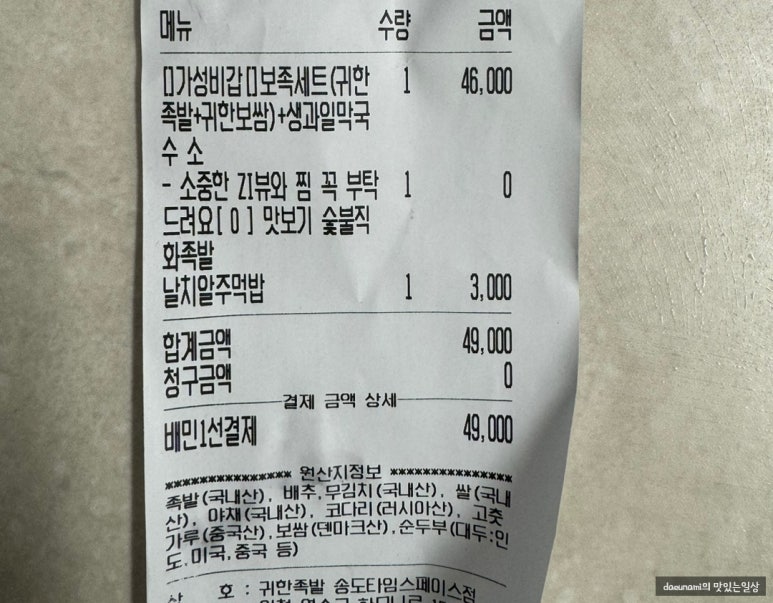 메뉴 수량 금액
▯가성비갑▯보족세트(귀한 1 46,000
족발+귀한보쌈)+생과일막국
수 소
- 소중한 ZI뷰와 찜 꼭 부탁 1 0
드려요[0] 맛보기 숯불직
화족발
날치알주먹밥 1 3,000
합계금액 49,000
청구금액 0
결제 금액 상세
배민1선결제 49,000
*************** 원산지정보 ***************
족발(국내산), 배추,무김치(국내산), 쌀(국내
산), 야채(국내산), 코다리(러시아산), 고춧
가루(중국산),보쌈(덴마크산),순두부(대두:인
도,미국,중국 등)
상 호 : 귀한족발 송도타임스페이스점
daeunami의 맛있는일상